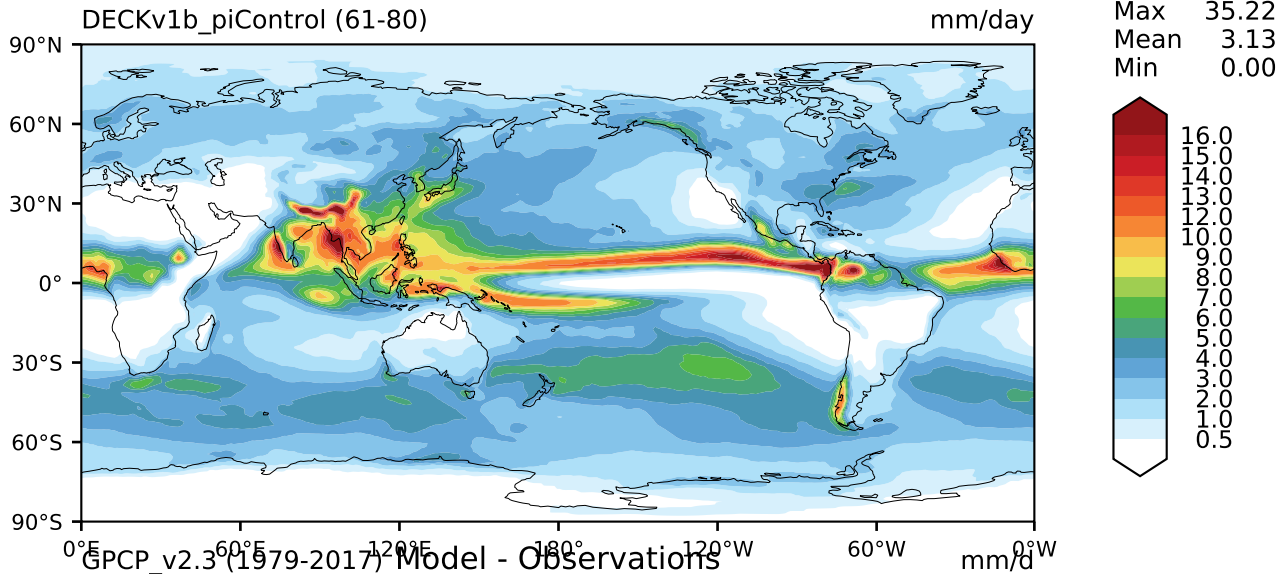 DECKv1b_piControl (61-80) mm/day
Max 35.22
Mean 3.13
Min 0.00
90°N
60°N
30°N
0°
30°S
60°S
90°S
16.0
15.0
14.0
13.0
12.0
10.0
9.0
8.0
7.0
6.0
5.0
4.0
3.0
2.0
1.0
0.5
0°E 60°E 120°E 180° 120°W 60°W 0°W
GPCP_v2.3 (1979-2017) Model - Observations mm/d